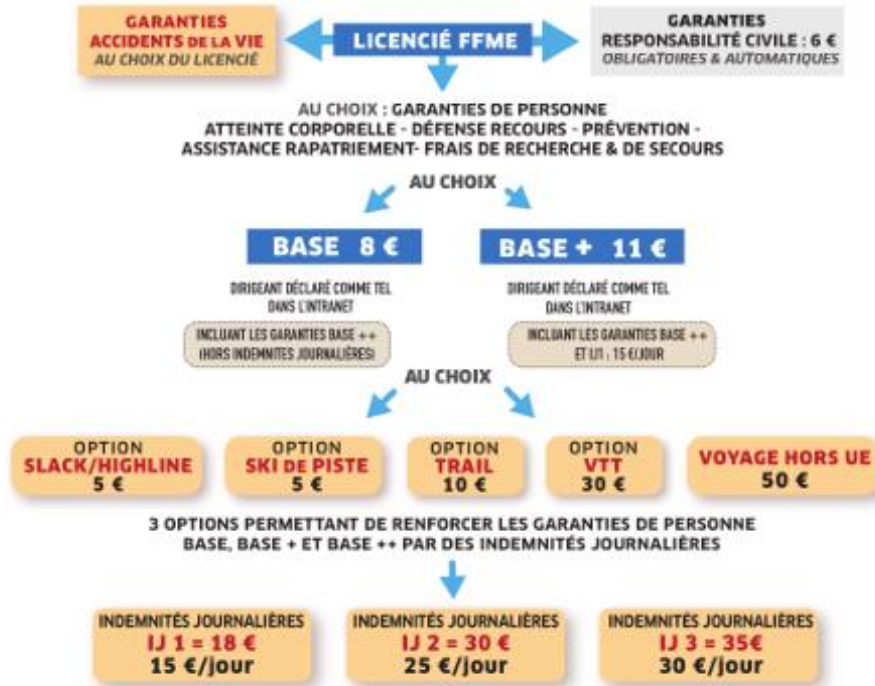 GARANTIES
ACCIDENTS DE LA VIE
AU CHOIX DU LICENCIÉ
LICENCIÉ FFME
GARANTIES
RESPONSABILITÉ CIVILE : 6 €
OBLIGATOIRES & AUTOMATIQUES
AU CHOIX : GARANTIES DE PERSONNE
ATTEINTE CORPORELLE - DÉFENSE RECOURS - PRÉVENTION -
ASSISTANCE RAPATRIEMENT- FRAIS DE RECHERCHE & DE SECOURS
AU CHOIX
BASE 8 €
BASE + 11 €
DIRIGEANT DÉCLARÉ COMME TEL
DANS L'INTRANET
DIRIGEANT DÉCLARÉ COMME TEL
DANS L'INTRANET
INCLUANT LES GARANTIES BASE ++
(HORS INDEMNITES JOURNALIÈRES)
INCLUANT LES GARANTIES BASE ++
ET IJ1 : 15 €/JOUR
AU CHOIX
OPTION
SLACK/HIGHLINE
5 €
OPTION
SKI DE PISTE
5 €
OPTION
TRAIL
10 €
OPTION
VTT
30 €
VOYAGE HORS UE
50 €
3 OPTIONS PERMETTANT DE RENFORCER LES GARANTIES DE PERSONNE
BASE, BASE + ET BASE ++ PAR DES INDEMNITÉS JOURNALIÈRES
INDEMNITÉS JOURNALIÈRES
IJ 1 = 18 €
15 €/jour
INDEMNITÉS JOURNALIÈRES
IJ 2 = 30 €
25 €/jour
INDEMNITÉS JOURNALIÈRES
IJ 3 = 35€
30 €/jour